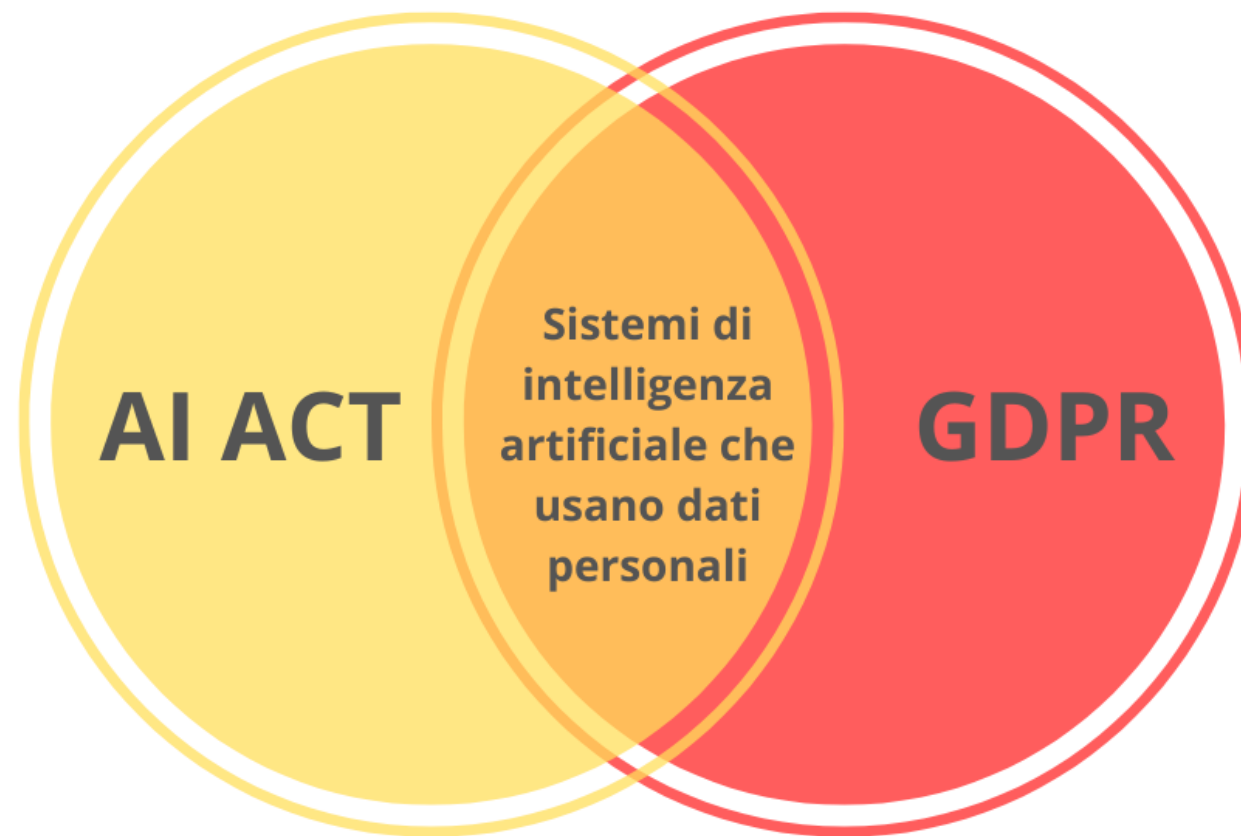 AI ACT
Sistemi di
intelligenza
artificiale che
usano dati
personali
GDPR